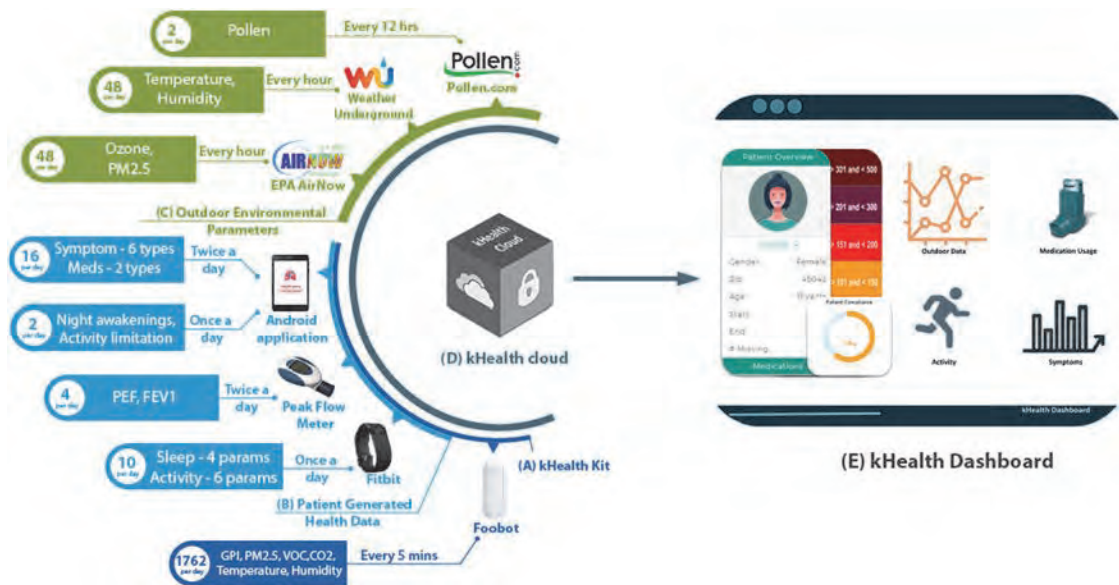 2
per day
Pollen
Every 12 hrs
Pollen.com
Pollen.com
48
per day
Temperature,
Humidity
Every hour
WU
Weather
Underground
48
per day
Ozone,
PM2.5
Every hour
AIRNOW
EPA AirNow
(C) Outdoor Environmental
Parameters
16
per day
Symptom - 6 types
Meds - 2 types
Twice a
day
2
per day
Night awakenings,
Activity limitation
Once a
day
Android
application
4
per day
PEF, FEV1
Twice a
day
Peak Flow
Meter
10
per day
Sleep - 4 params
Activity - 6 params
Once a
day
Fitbit
(B) Patient Generated
Health Data
(A) kHealth Kit
Foobot
1762
per day
GPI, PM2.5, VOC,CO2,
Temperature, Humidity
Every 5 mins
kHealth
Cloud
(D) kHealth cloud
Patient Overview
Gender
Female
Zip
Age
Start
End
# Missing
Medications
> 301 and < 500
> 201 and < 300
> 151 and < 200
> 101 and < 150
Patient Compliance
Outdoor Data
Medication Usage
Activity
Symptoms
kHealth Dashboard
(E) kHealth Dashboard